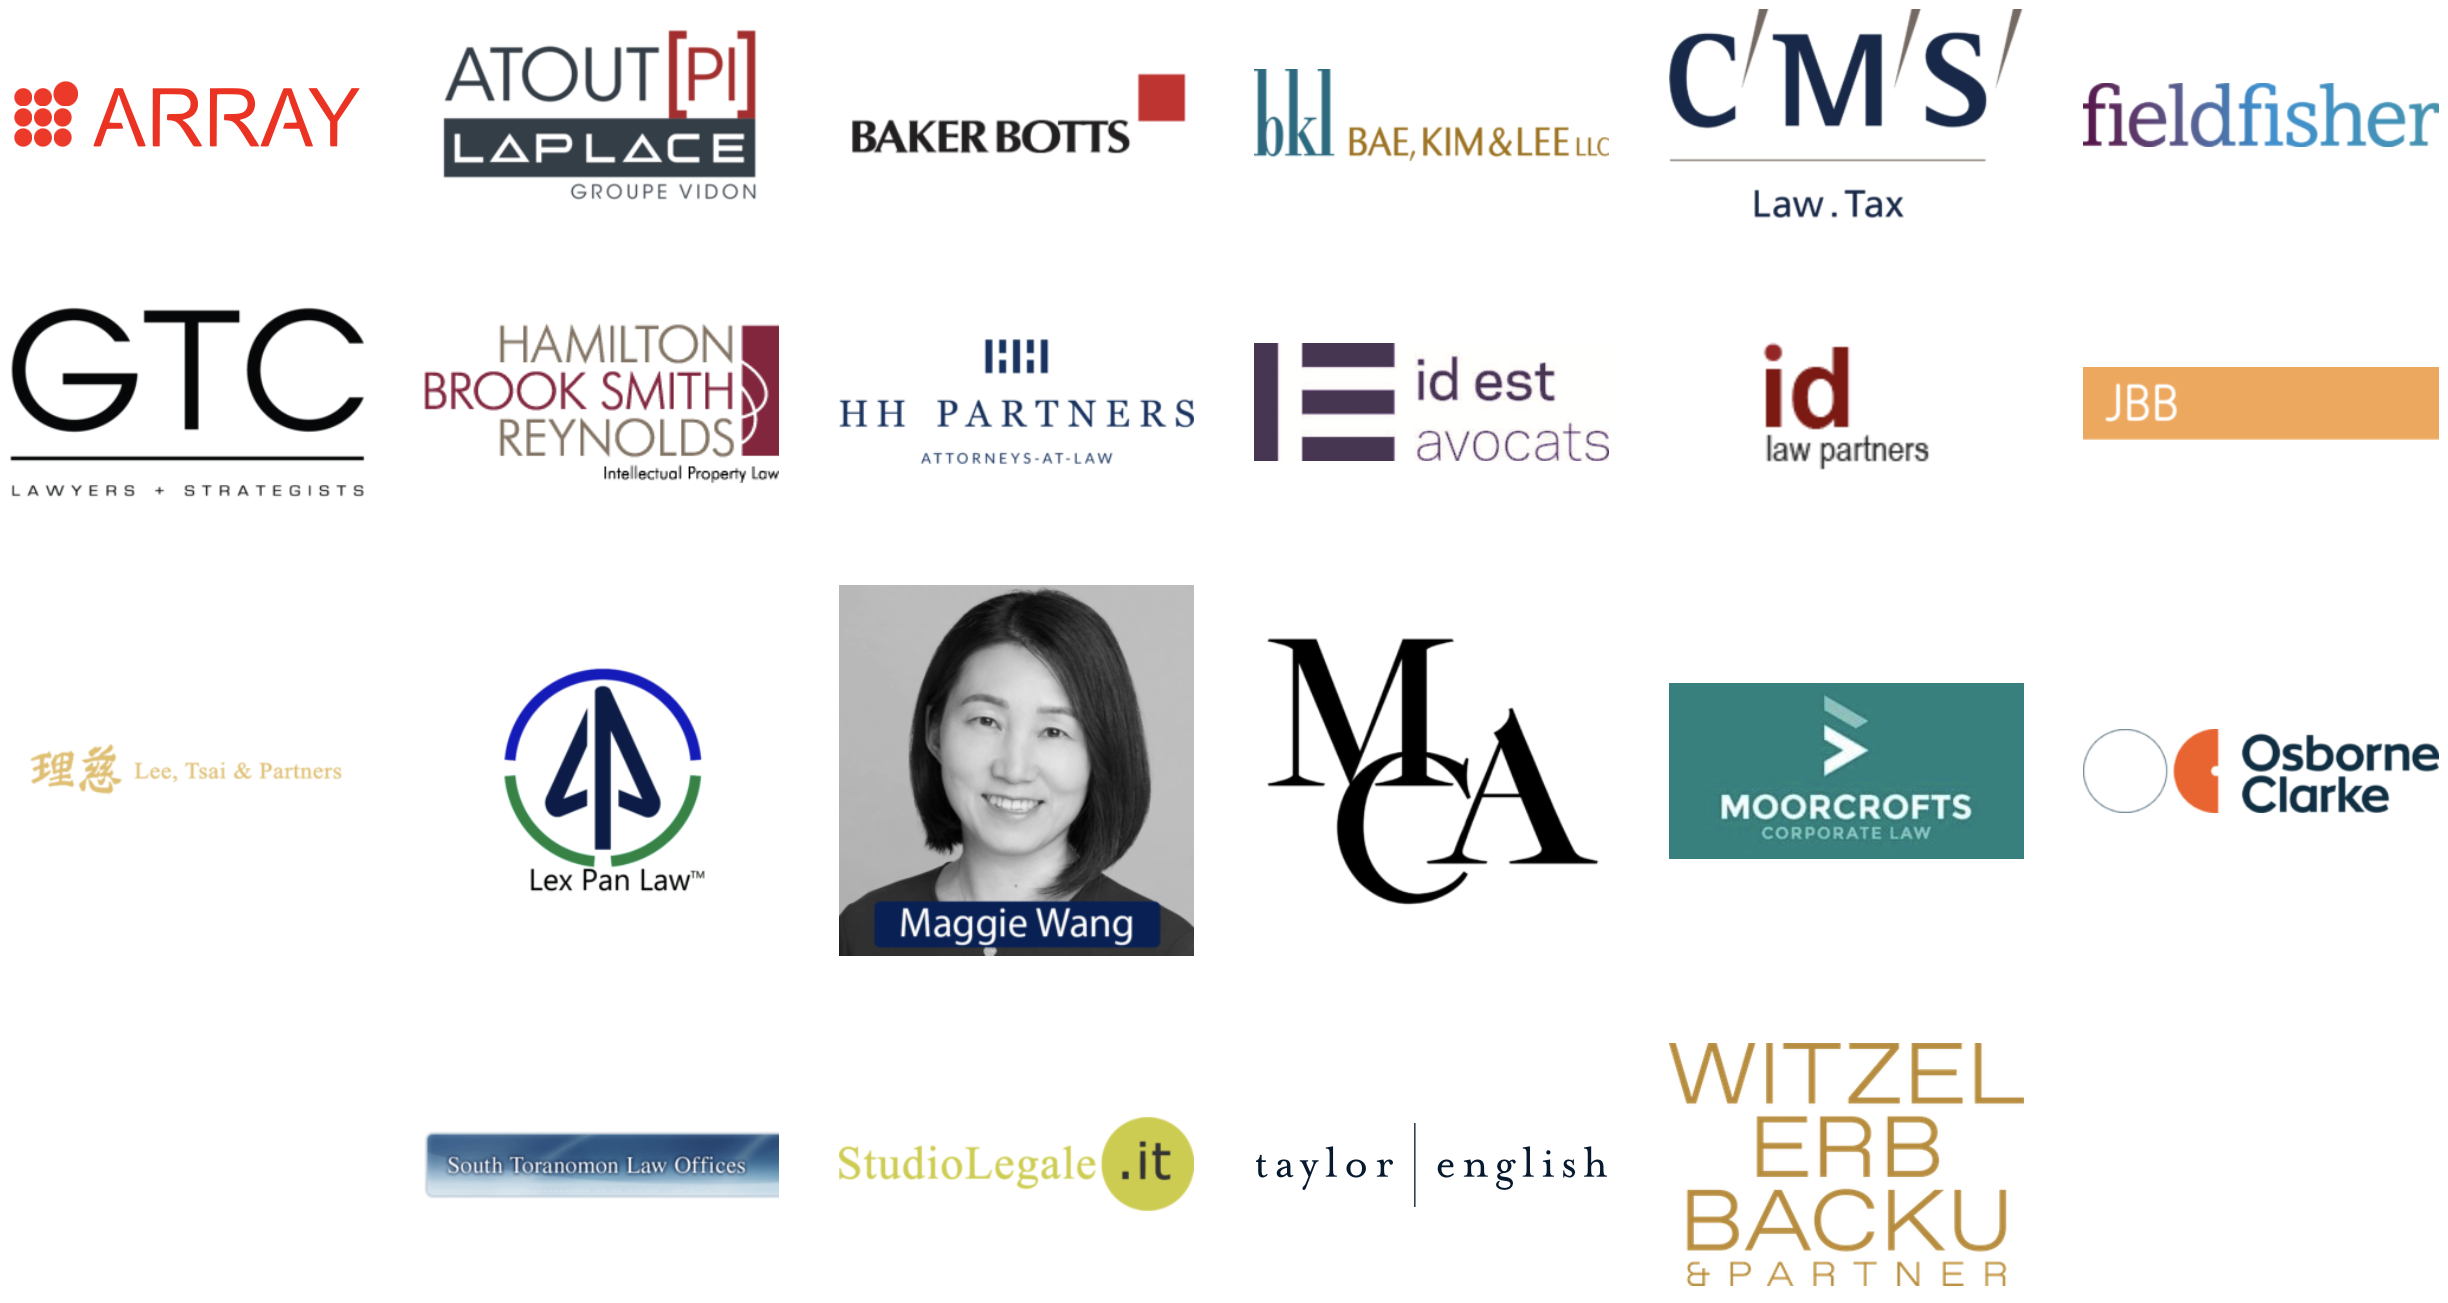 ARRAY
ATOUT[PI]
LAPLACE
GROUPE VIDON
BAKER BOTTS
bkl BAE, KIM & LEE LLC
C'M'S'
Law . Tax
fieldfisher
GTC
LAWYERS + STRATEGISTS
HAMILTON
BROOK SMITH
REYNOLDS
Intellectual Property Law
HH
HH PARTNERS
ATTORNEYS-AT-LAW
id est
avocats
id
law partners
JBB
理慈 Lee, Tsai & Partners
Lex Pan Law™
Maggie Wang
MCA
MOORCROFTS
CORPORATE LAW
Osborne
Clarke
South Toranomon Law Offices
StudioLegale.it
taylor | english
WITZEL
ERB
BACKU
& PARTNER